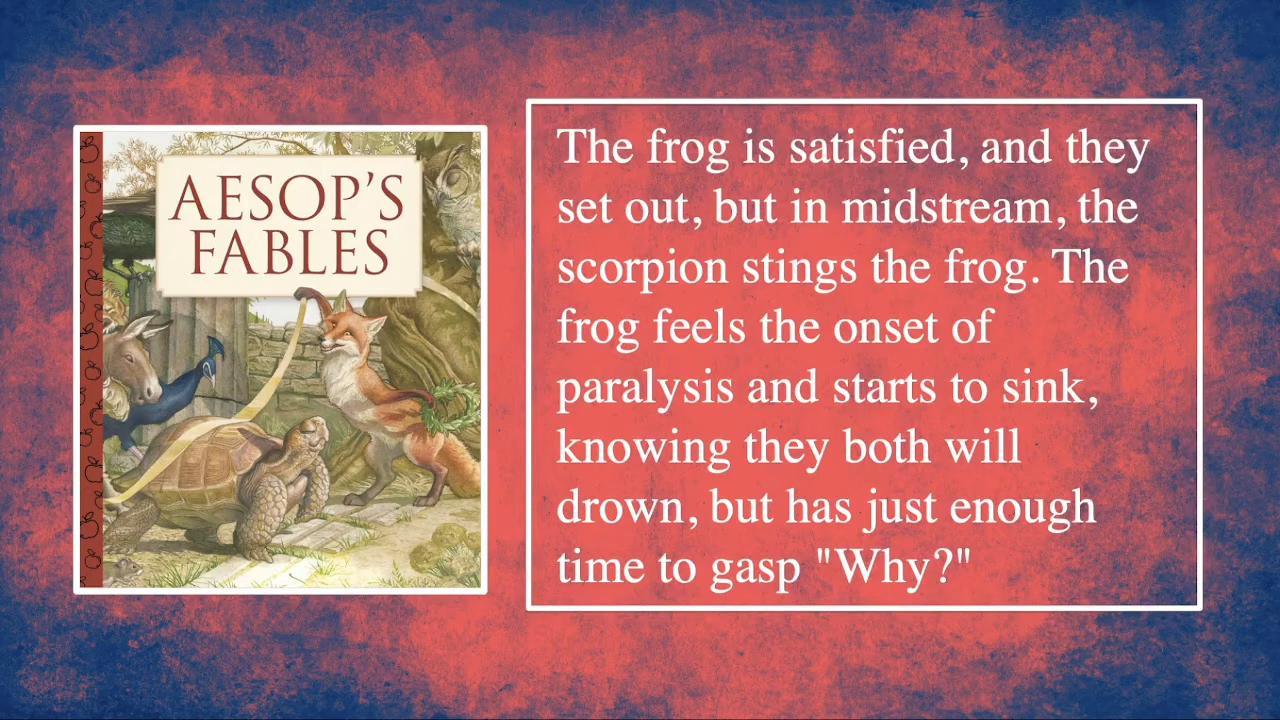 AESOP'S
FABLES
The frog is satisfied, and they
set out, but in midstream, the
scorpion stings the frog. The
frog feels the onset of
paralysis and starts to sink,
knowing they both will
drown, but has just enough
time to gasp "Why?"